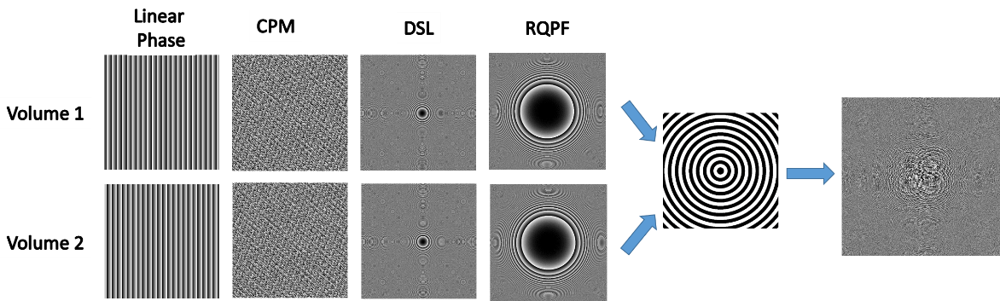 Linear
Phase
CPM
DSL
RQPF
Volume 1
Volume 2